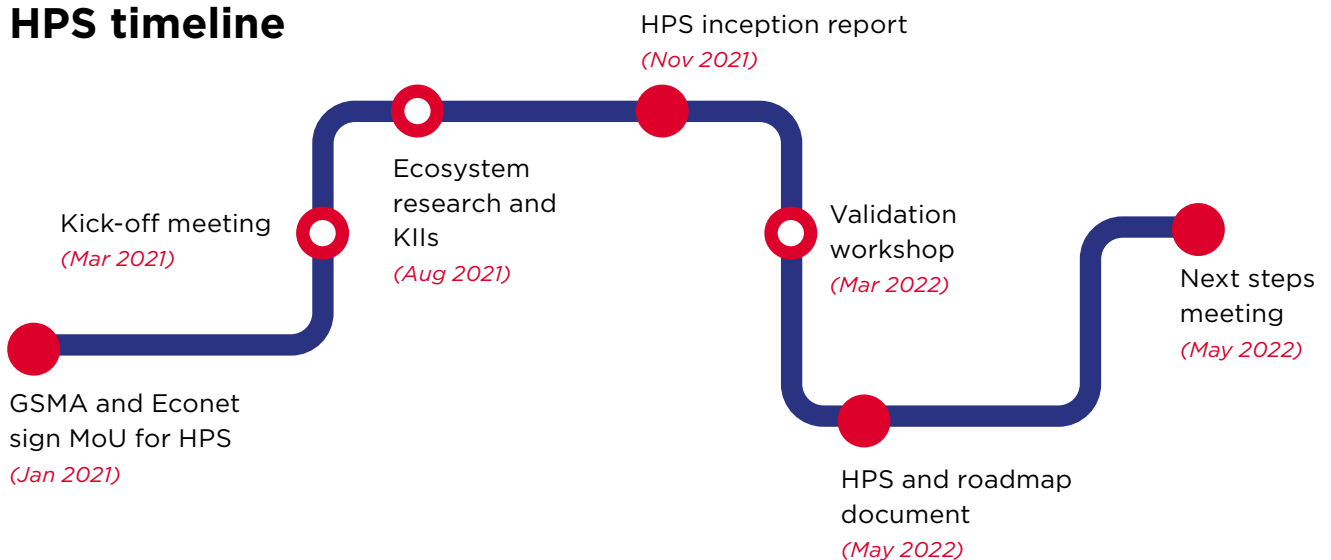 HPS timeline
GSMA and Econet
sign MoU for HPS
(Jan 2021)
Kick-off meeting
(Mar 2021)
Ecosystem
research and
KIIs
(Aug 2021)
HPS inception report
(Nov 2021)
Validation
workshop
(Mar 2022)
HPS and roadmap
document
(May 2022)
Next steps
meeting
(May 2022)